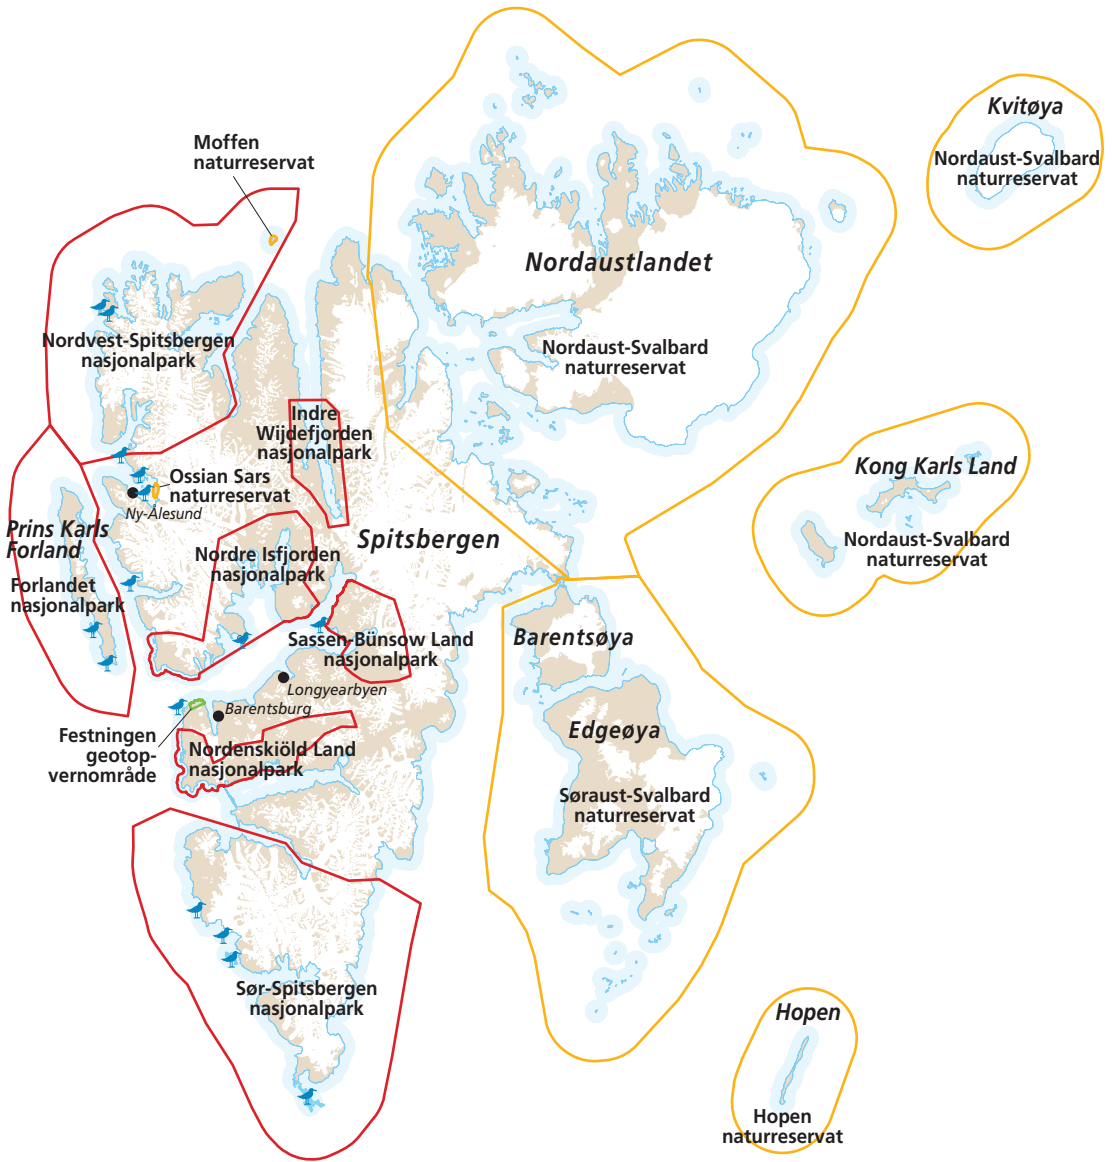 Kvitøya
Nordaust-Svalbard
naturreservat
Moffen
naturreservat
Nordaustlandet
Nordvest-Spitsbergen
nasjonalpark
Nordaust-Svalbard
naturreservat
Indre
Wijdefjorden
nasjonalpark
Kong Karls Land
Ossian Sars
naturreservat
Ny-Ålesund
Prins Karls
Forland
Spitsbergen
Nordaust-Svalbard
naturreservat
Nordre Isfjorden
nasjonalpark
Forlandet
nasjonalpark
Barentsøya
Sassen-Bünsow Land
nasjonalpark
Longyearbyen
Barentsburg
Edgeøya
Festningen
geotop-
vernområde
Nordenskiöld Land
nasjonalpark
Søraust-Svalbard
naturreservat
Sør-Spitsbergen
nasjonalpark
Hopen
Hopen
naturreservat